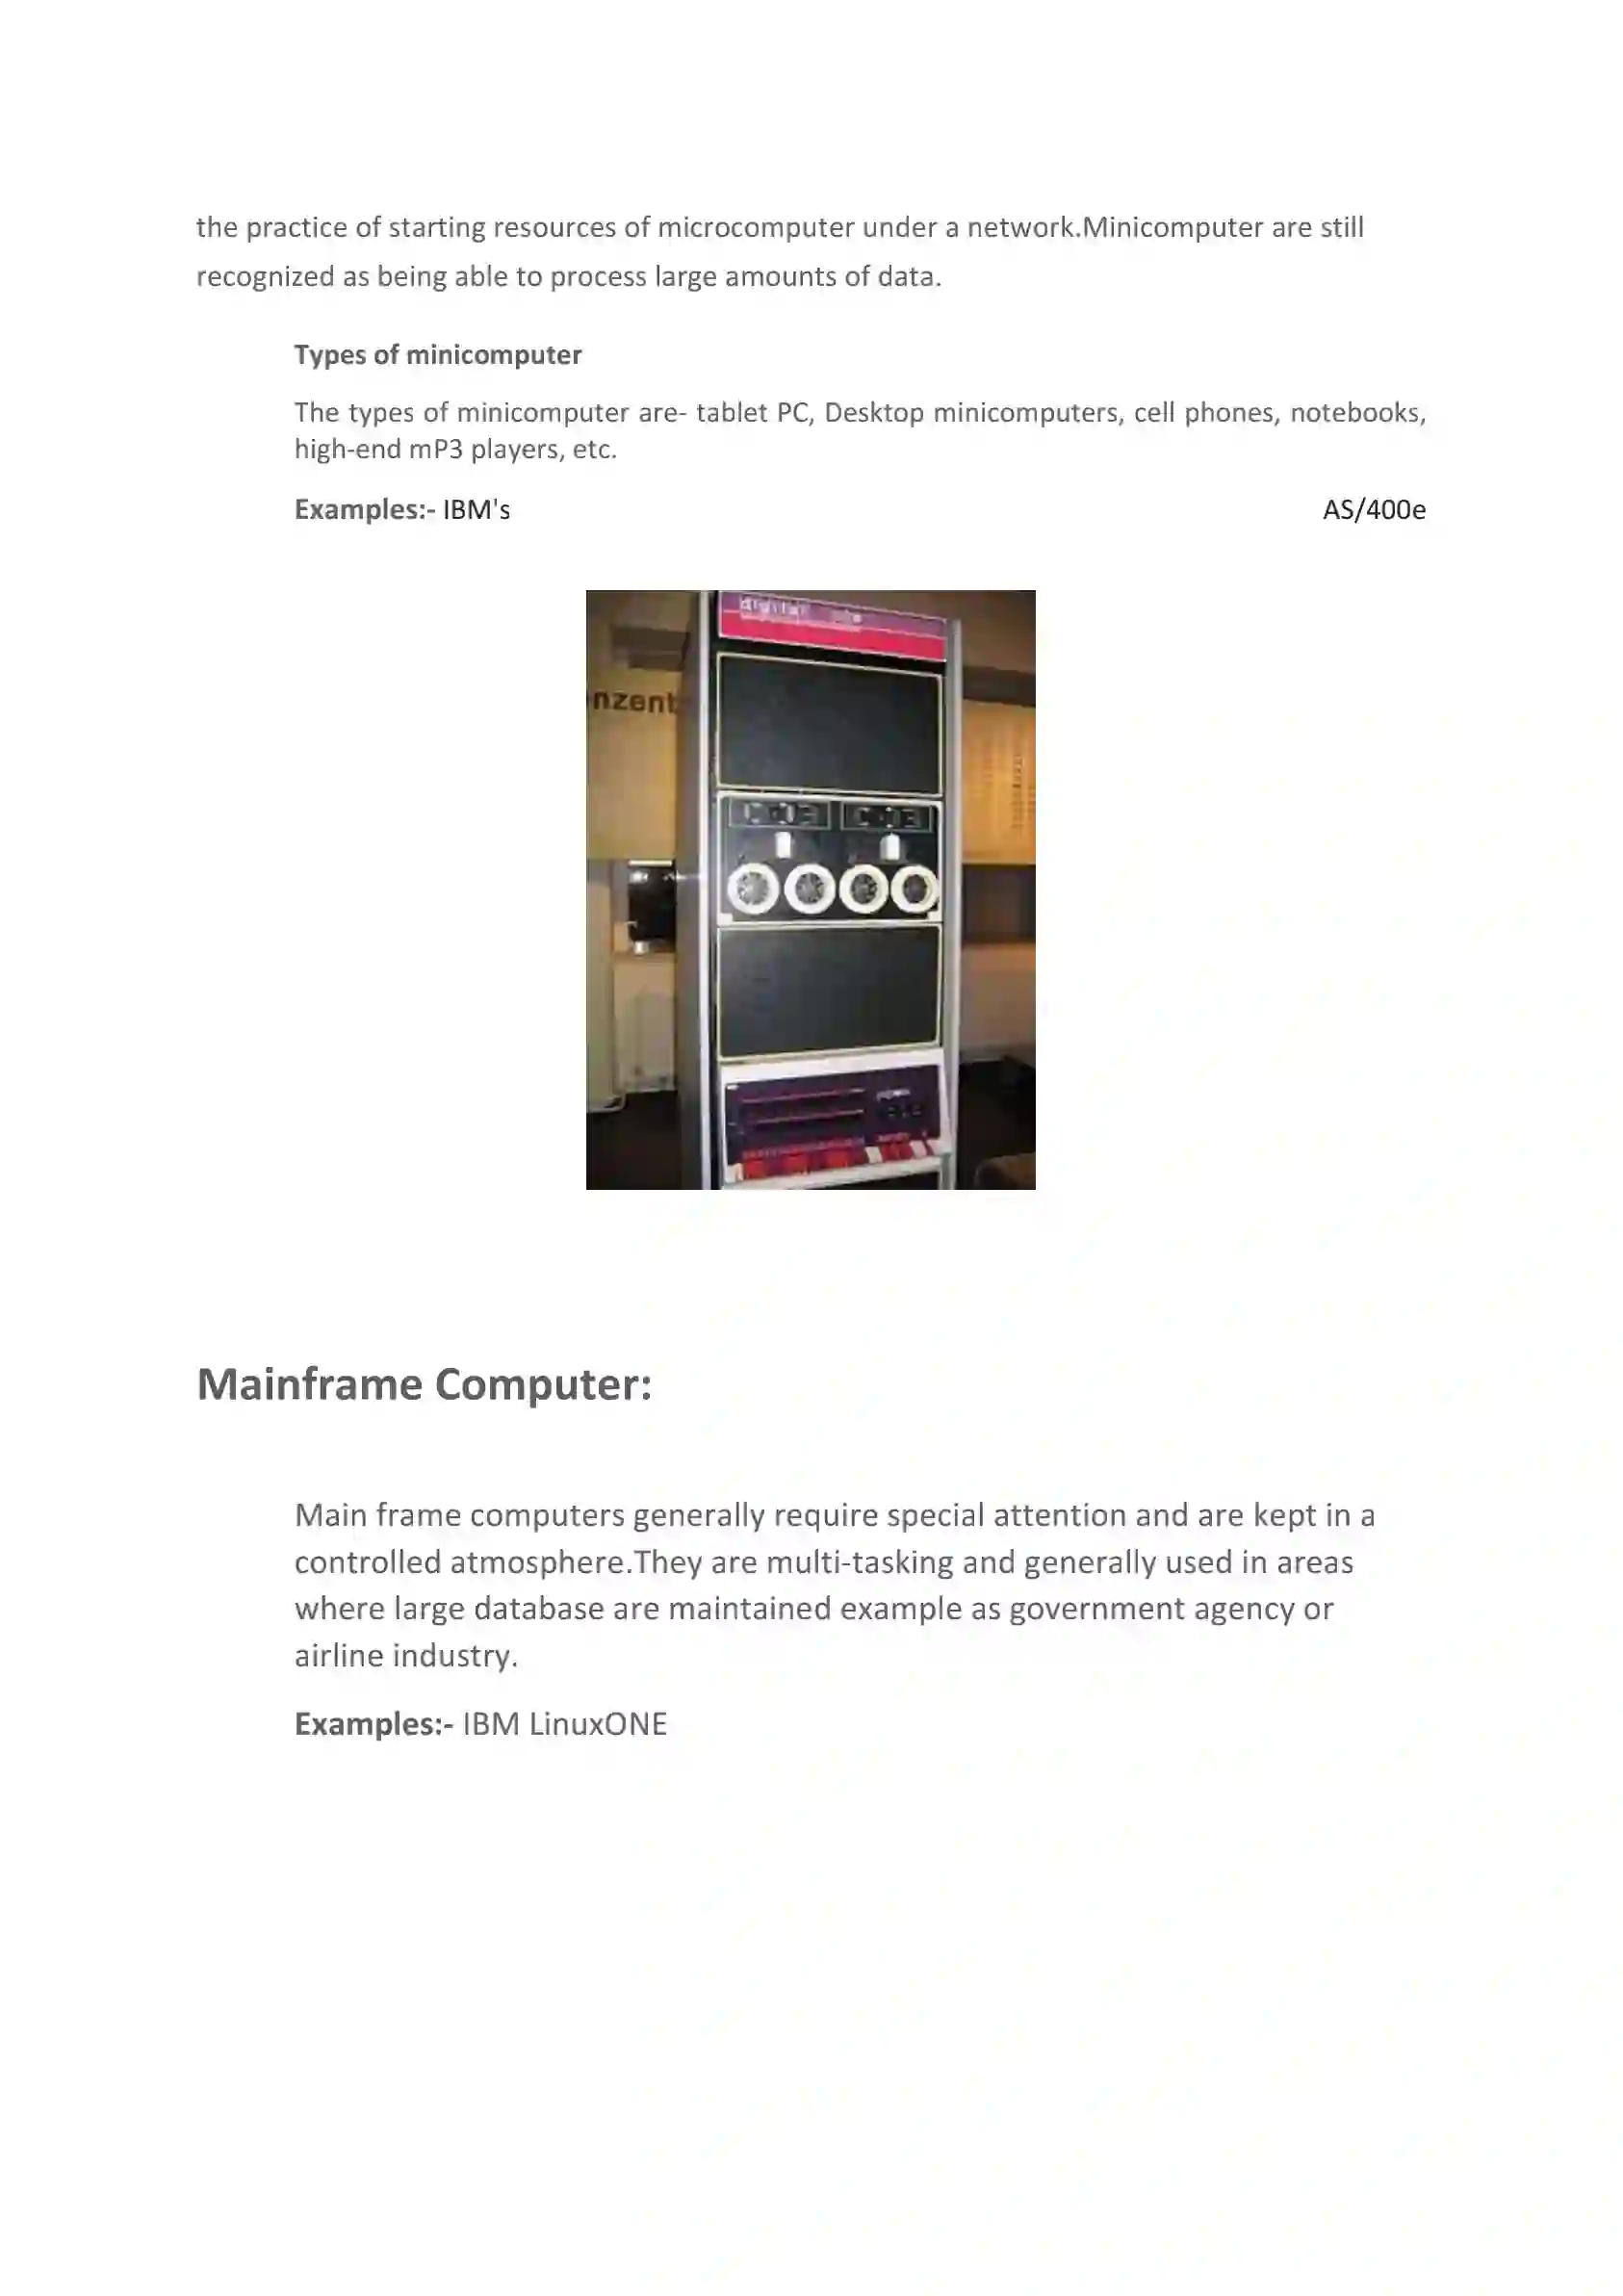 the practice of starting resources of microcomputer under a network.Minicomputer are still
recognized as being able to process large amounts of data.
Types of minicomputer
The types of minicomputer are- tablet PC, Desktop minicomputers, cell phones, notebooks,
high-end mP3 players, etc.
Examples:- IBM's AS/400e
nzent
Mainframe Computer:
Main frame computers generally require special attention and are kept in a
controlled atmosphere.They are multi-tasking and generally used in areas
where large database are maintained example as government agency or
airline industry.
Examples:- IBM LinuxONE